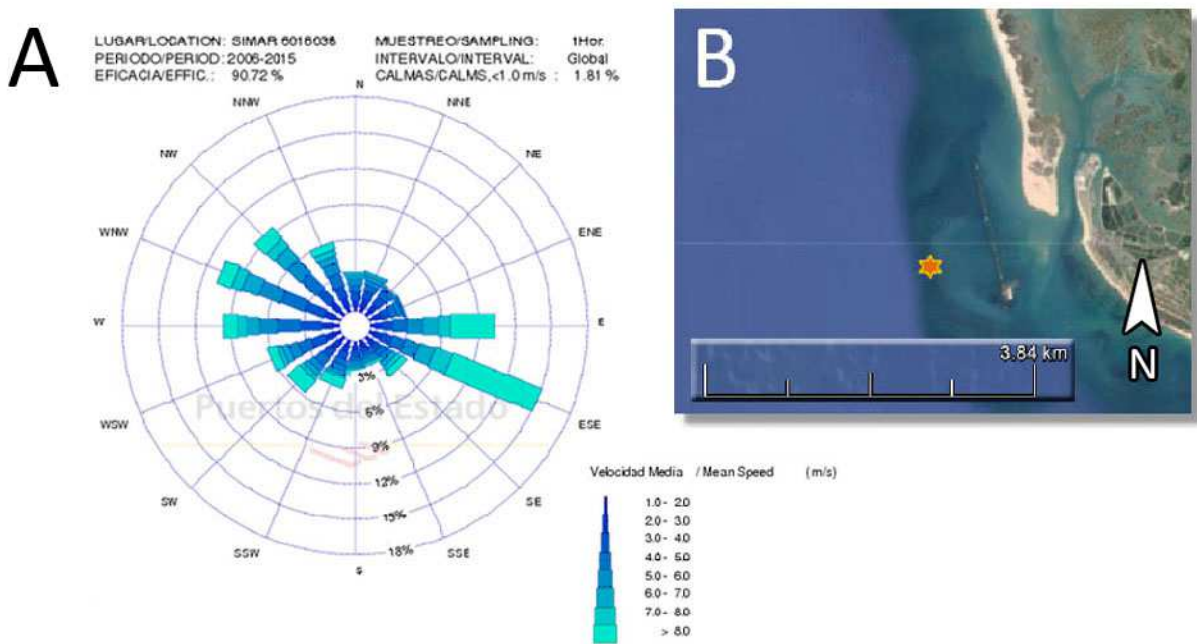 A
LUGAR/LOCATION: SIMAR 6016036
PERIODO/PERIOD: 2006-2015
EFICACIA/EFFIC.: 90.72 %
MUESTREO/SAMPLING: 1Hor.
INTERVALO/INTERVAL: Global
CALMAS/CALMS,<1.0 m/s : 1.81 %
N
NNW
NNE
NW
NE
WNW
ENE
W
E
WSW
ESE
SW
SE
SSW
SSE
S
3%
6%
9%
12%
15%
18%
Puertos del Estado
Velocidad Media / Mean Speed (m/s)
1.0 - 2.0
2.0 - 3.0
3.0 - 4.0
4.0 - 5.0
5.0 - 6.0
6.0 - 7.0
7.0 - 8.0
> 8.0
B
3.84 km
N